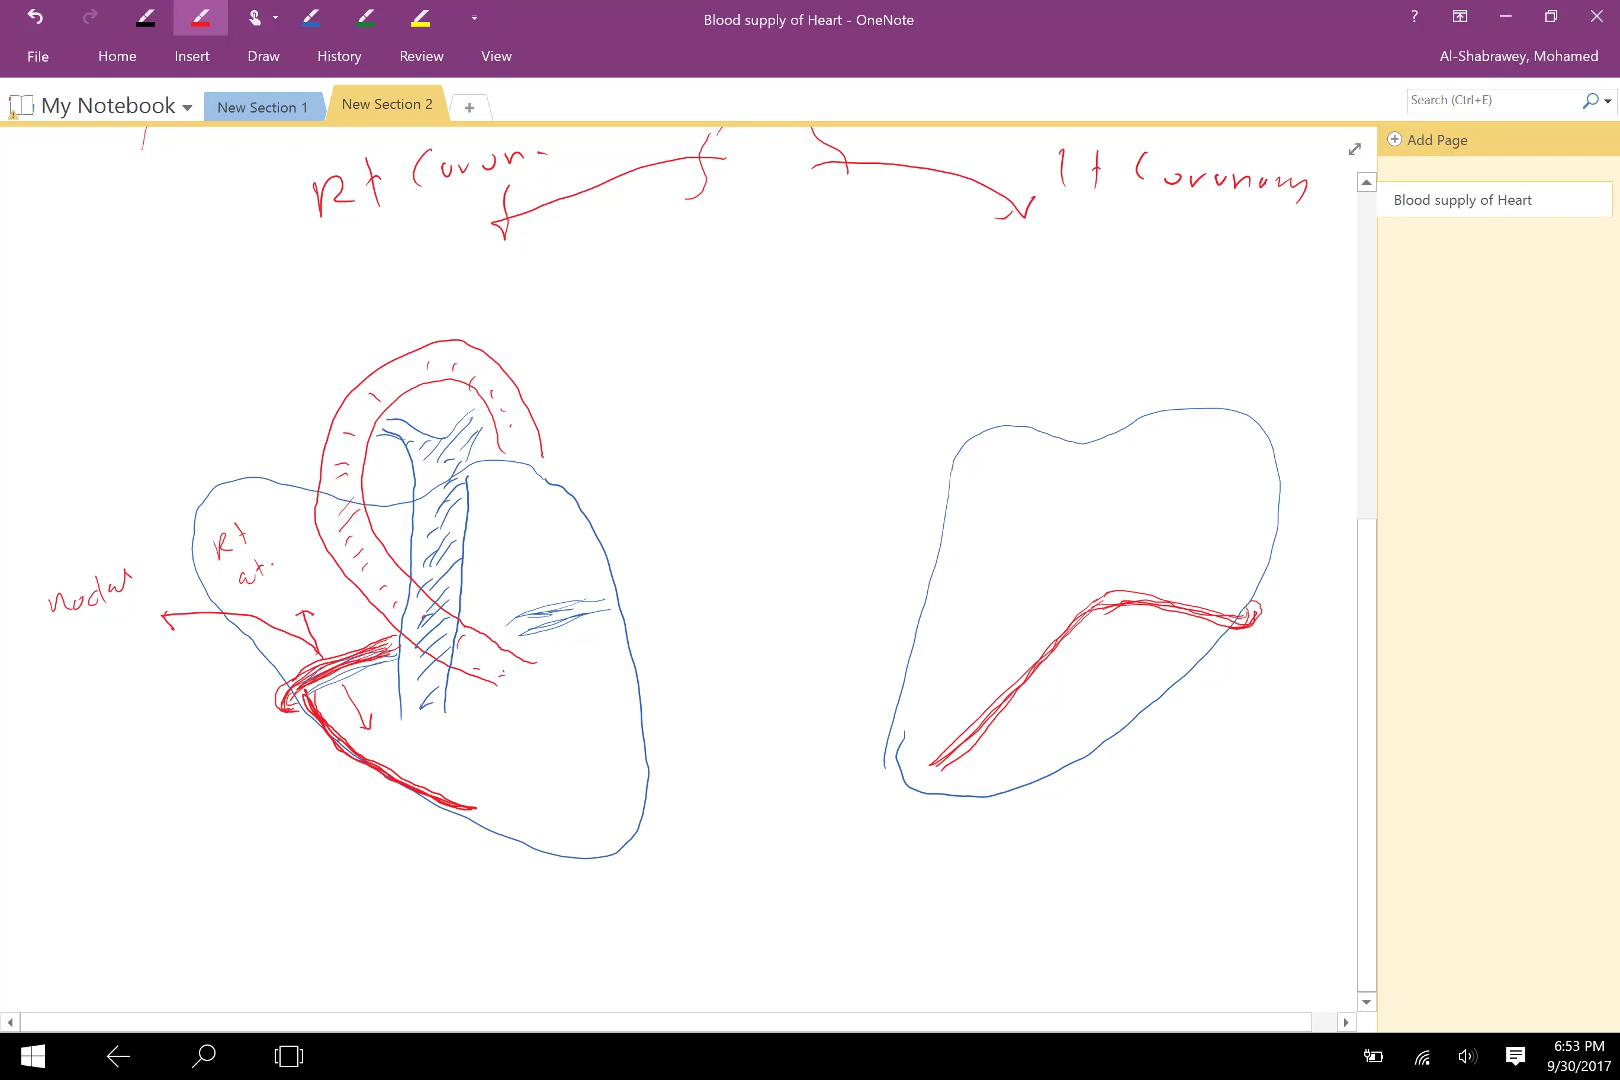 Blood supply of Heart - OneNote
?
File Home Insert Draw History Review View
Al-Shabrawey, Mohamed
My Notebook
New Section 1
New Section 2
+
Search (Ctrl+E)
Add Page
Blood supply of Heart
Rt Coron-
lt Coronary
Rt
at.
nodal
6:53 PM
9/30/2017